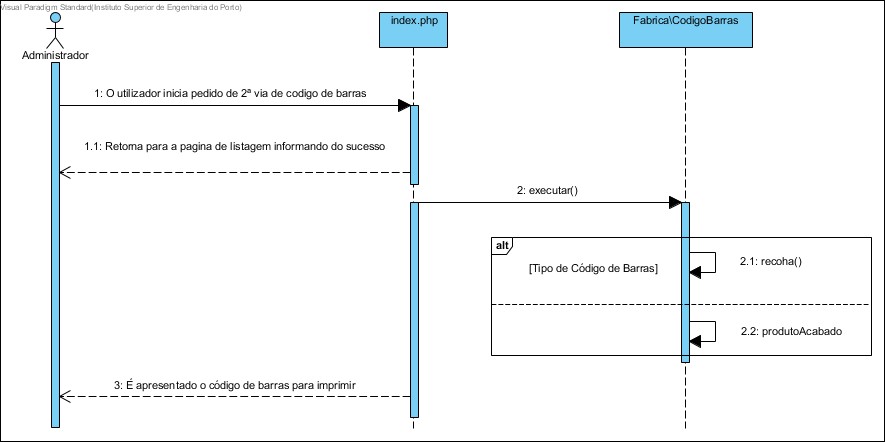 Visual Paradigm Standard(Instituto Superior de Engenharia do Porto)
Administrador
index.php
Fabrica\CodigoBarras
1: O utilizador inicia pedido de 2ª via de codigo de barras
1.1: Retorna para a pagina de listagem informando do sucesso
2: executar()
alt
[Tipo de Código de Barras]
2.1: recoha()
2.2: produtoAcabado
3: É apresentado o código de barras para imprimir